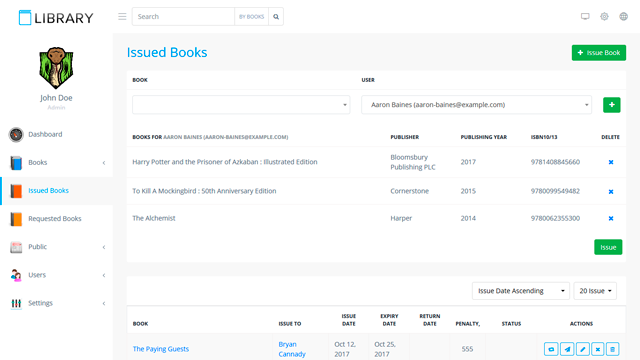 LIBRARY
Search
BY BOOKS
John Doe
Admin
Dashboard
Books
Issued Books
Requested Books
Public
Users
Settings
Issued Books
Issue Book
BOOK
USER
Aaron Baines (aaron-baines@example.com)
BOOKS FOR AARON BAINES (AARON-BAINES@EXAMPLE.COM) PUBLISHER PUBLISHING YEAR ISBN10/13 DELETE
Harry Potter and the Prisoner of Azkaban : Illustrated Edition Bloomsbury Publishing PLC 2017 9781408845660
To Kill A Mockingbird : 50th Anniversary Edition Cornerstone 2015 9780099549482
The Alchemist Harper 2014 9780062355300
Issue
Issue Date Ascending 20 Issue
BOOK ISSUE TO ISSUE DATE EXPIRY DATE RETURN DATE PENALTY, STATUS ACTIONS
The Paying Guests Bryan Cannady Oct 12, 2017 Oct 25, 2017 555